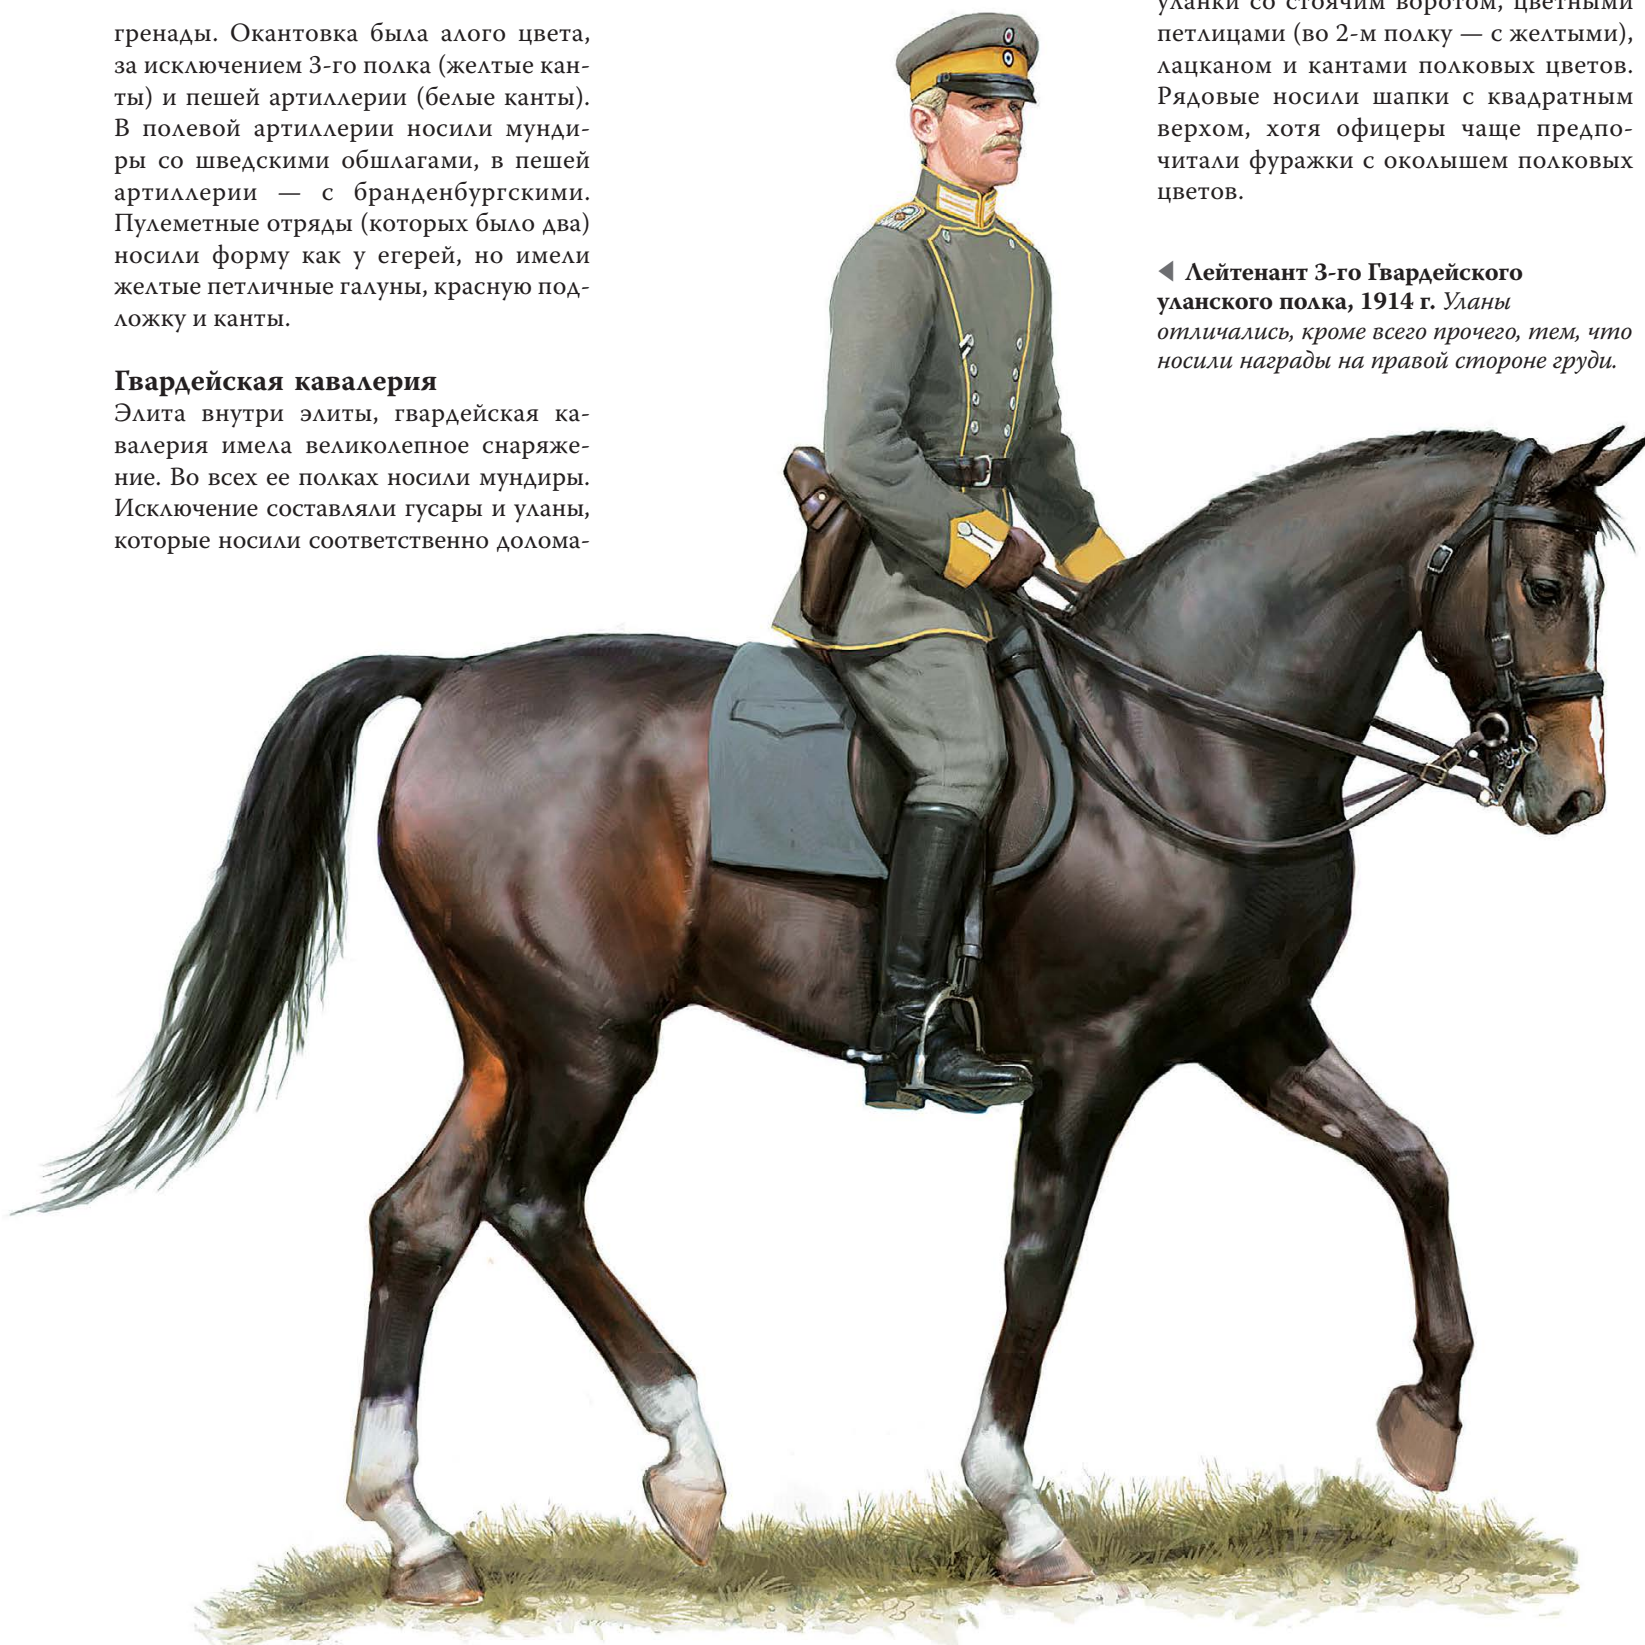 гренады. Окантовка была алого цвета,
за исключением 3-го полка (желтые кан-
ты) и пешей артиллерии (белые канты).
В полевой артиллерии носили мунди-
ры со шведскими обшлагами, в пешей
артиллерии — с бранденбургскими.
Пулеметные отряды (которых было два)
носили форму как у егерей, но имели
желтые петличные галуны, красную под-
ложку и канты.
Гвардейская кавалерия
Элита внутри элиты, гвардейская ка-
валерия имела великолепное снаряже-
ние. Во всех ее полках носили мундиры.
Исключение составляли гусары и уланы,
которые носили соответственно долома-
уланки со стоячим воротом, цветными
петлицами (во 2-м полку — с желтыми),
лацканом и кантами полковых цветов.
Рядовые носили шапки с квадратным
верхом, хотя офицеры чаще предпо-
читали фуражки с околышем полковых
цветов.
◀ Лейтенант 3-го Гвардейского
уланского полка, 1914 г. Уланы
отличались, кроме всего прочего, тем, что
носили награды на правой стороне груди.